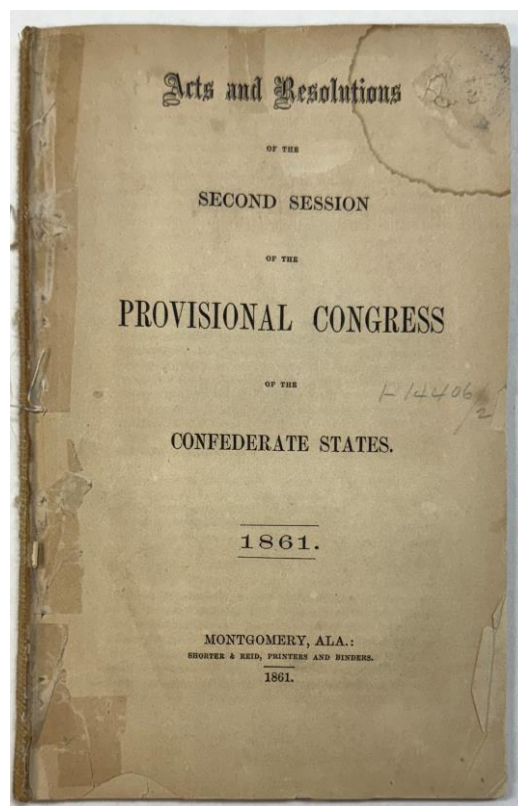 Acts and Resolutions
OF THE
SECOND SESSION
OF THE
PROVISIONAL CONGRESS
OF THE
CONFEDERATE STATES.
1861.
MONTGOMERY, ALA.:
SHORTER & REID, PRINTERS AND BINDERS.
1861.